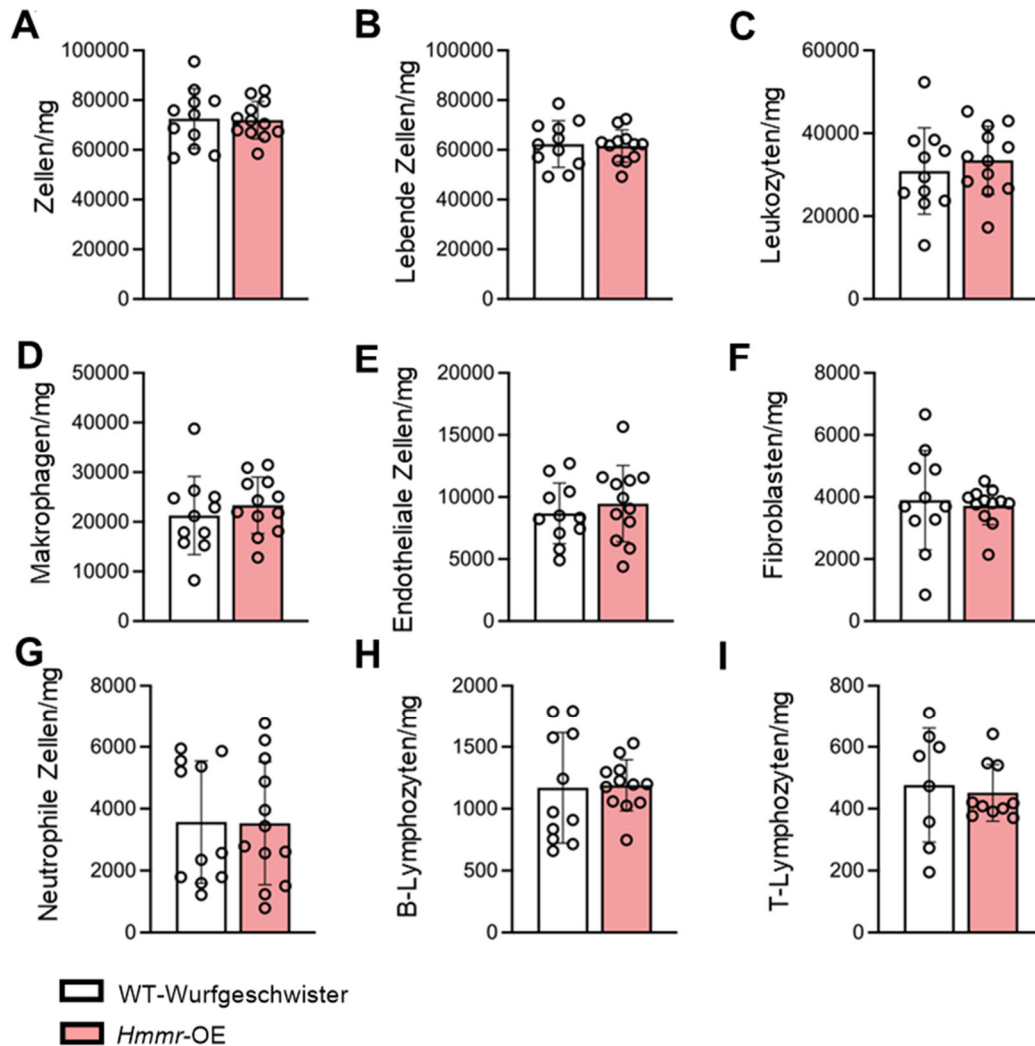 A
B
C
100000
80000
60000
40000
20000
0
Zellen/mg
100000
80000
60000
40000
20000
0
Lebende Zellen/mg
60000
40000
20000
0
Leukozyten/mg
D
E
F
50000
40000
30000
20000
10000
0
Makrophagen/mg
20000
15000
10000
5000
0
Endotheliale Zellen/mg
8000
6000
4000
2000
0
Fibroblasten/mg
G
H
I
8000
6000
4000
2000
0
Neutrophile Zellen/mg
2000
1500
1000
500
0
B-Lymphozyten/mg
800
600
400
200
0
T-Lymphozyten/mg
WT-Wurfgeschwister
Hmmr-OE